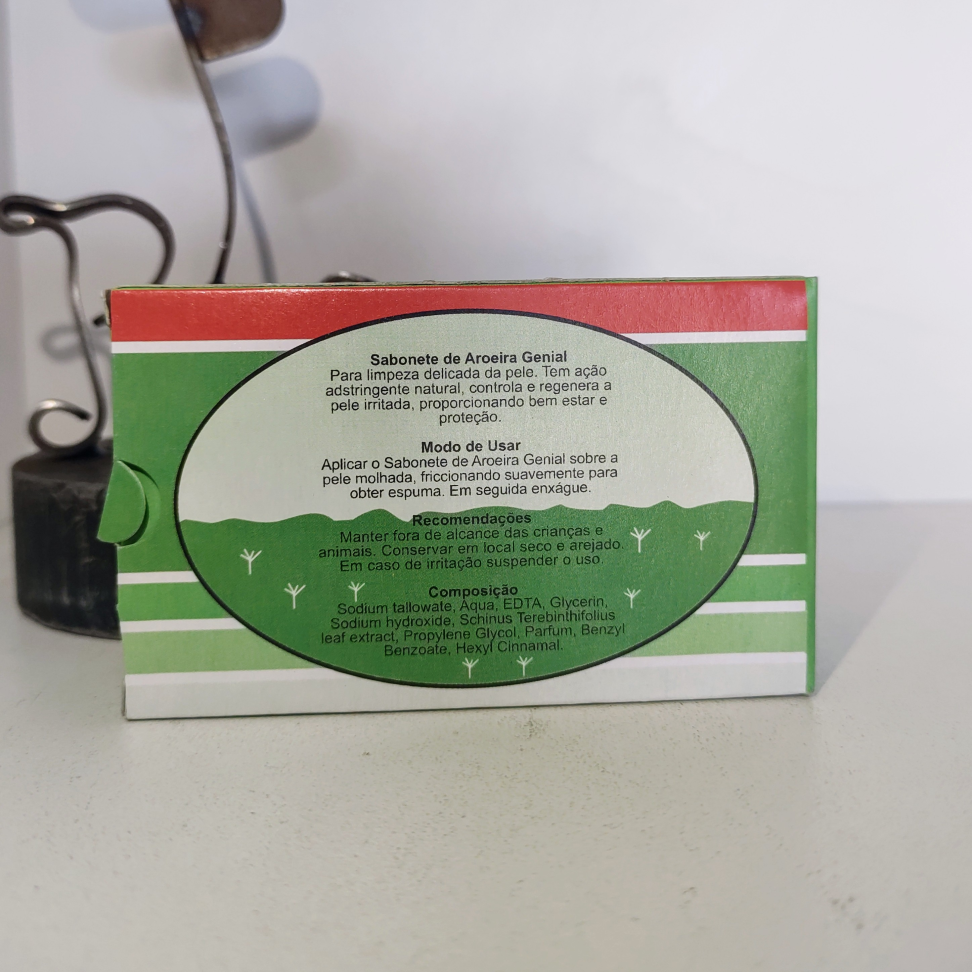 Sabonete de Aroeira Genial
Para limpeza delicada da pele. Tem ação
adstringente natural, controla e regenera a
pele irritada, proporcionando bem estar e
proteção.
Modo de Usar
Aplicar o Sabonete de Aroeira Genial sobre a
pele molhada, friccionando suavemente para
obter espuma. Em seguida enxágue.
Recomendações
Manter fora de alcance das crianças e
animais. Conservar em local seco e arejado.
Em caso de irritação suspender o uso.
Composição
Sodium tallowate, Aqua, EDTA, Glycerin,
Sodium hydroxide, Schinus Terebinthifolius
leaf extract, Propylene Glycol, Parfum, Benzyl
Benzoate, Hexyl Cinnamal.